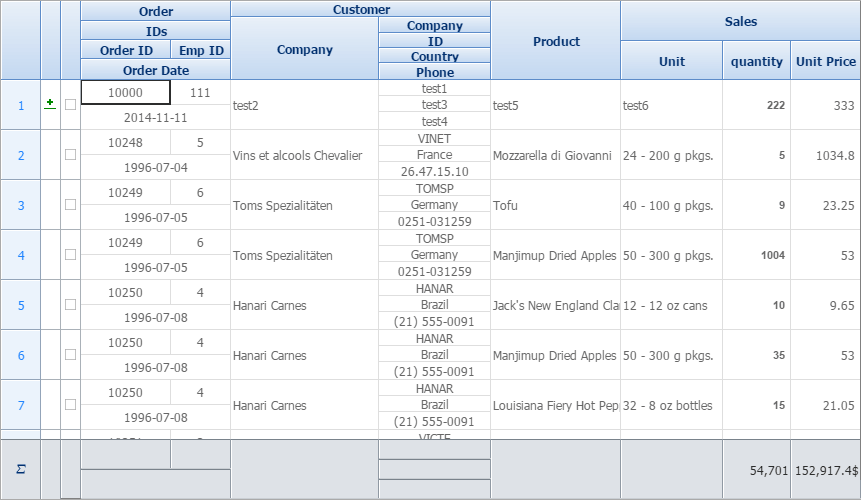 Order Customer Sales
IDs Company Company Product
Order ID Emp ID ID Unit quantity Unit Price
Order Date Country
Phone
1 10000 111 test2 test1 test5 test6 222 333
2014-11-11 test3
test4
2 10248 5 Vins et alcools Chevalier VINET Mozzarella di Giovanni 24 - 200 g pkgs. 5 1034.8
1996-07-04 France
26.47.15.10
3 10249 6 Toms Spezialitäten TOMSP Tofu 40 - 100 g pkgs. 9 23.25
1996-07-05 Germany
0251-031259
4 10249 6 Toms Spezialitäten TOMSP Manjimup Dried Apples 50 - 300 g pkgs. 1004 53
1996-07-05 Germany
0251-031259
5 10250 4 Hanari Carnes HANAR Jack's New England Cla 12 - 12 oz cans 10 9.65
1996-07-08 Brazil
(21) 555-0091
6 10250 4 Hanari Carnes HANAR Manjimup Dried Apples 50 - 300 g pkgs. 35 53
1996-07-08 Brazil
(21) 555-0091
7 10250 4 Hanari Carnes HANAR Louisiana Fiery Hot Pep 32 - 8 oz bottles 15 21.05
1996-07-08 Brazil
(21) 555-0091
Σ 54,701 152,917.4$